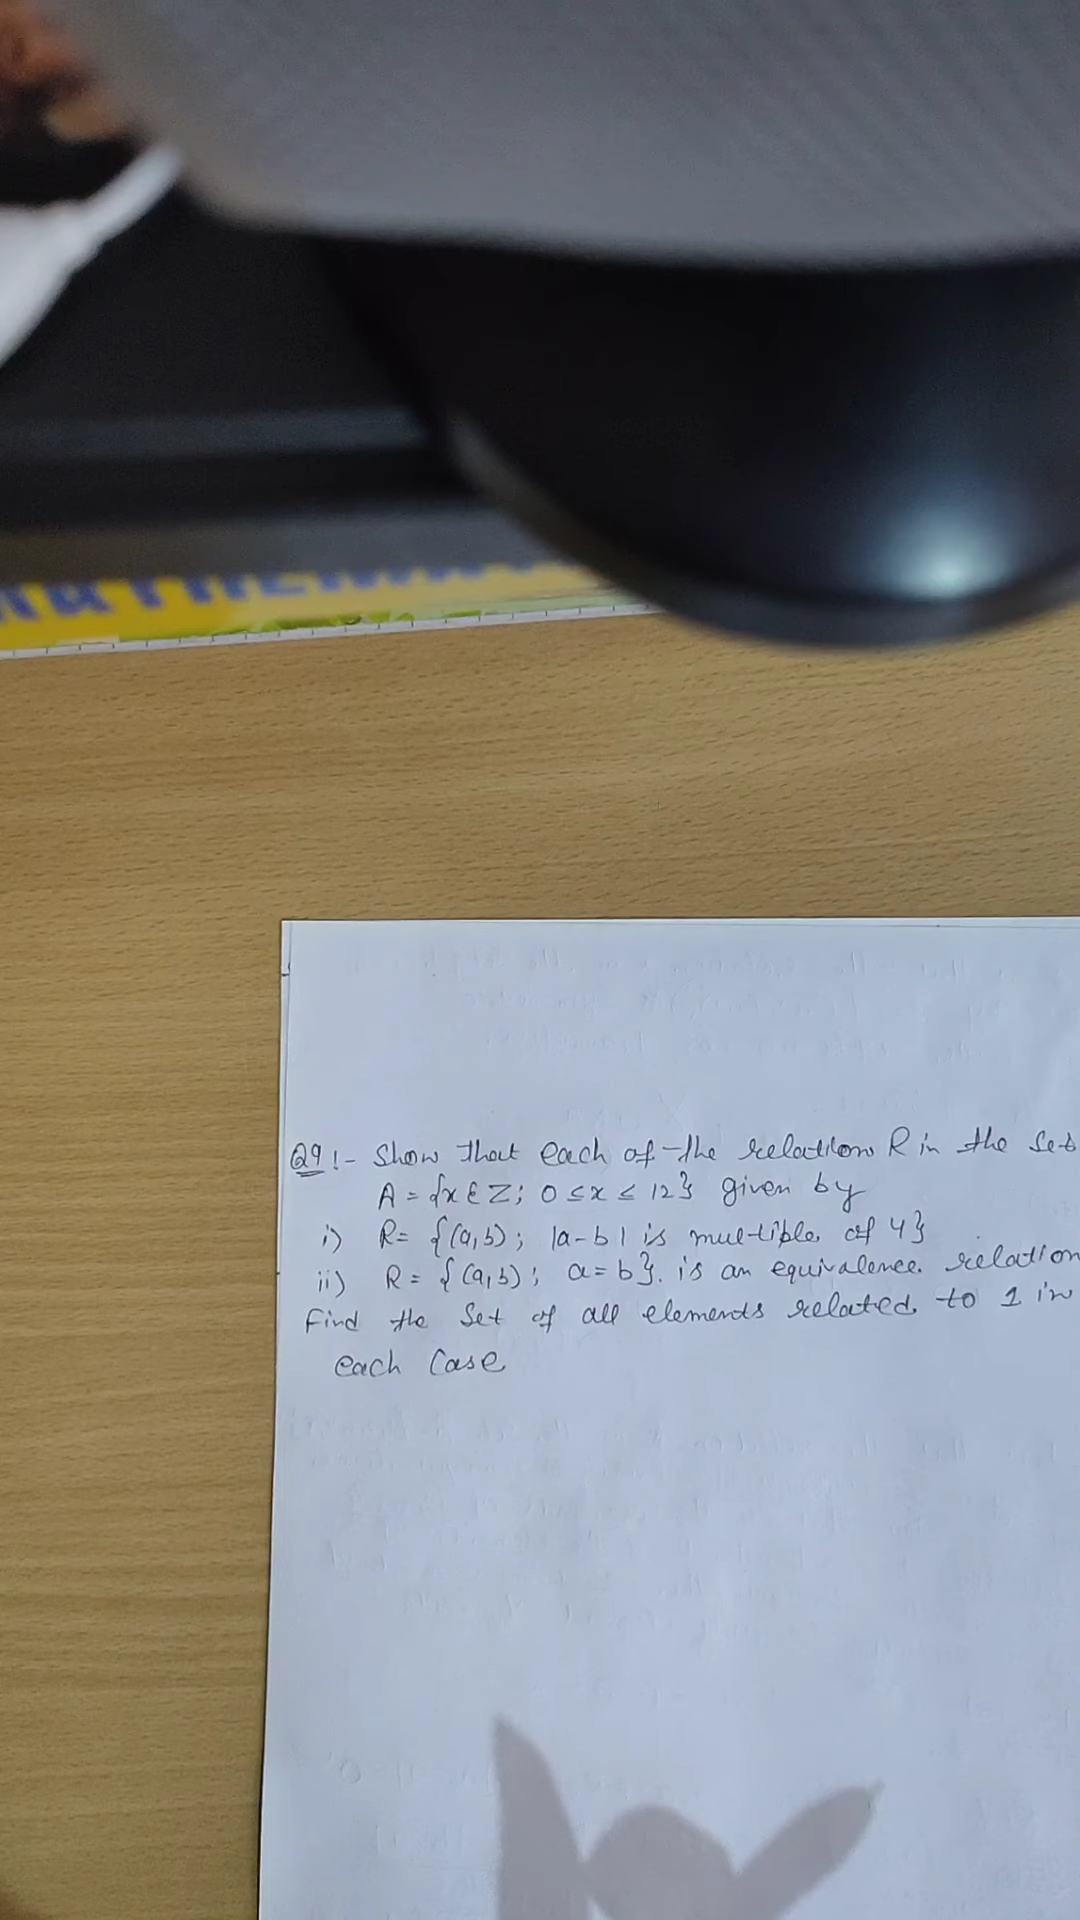 MATHEMA
Q9!- Show that each of the relation R in the Set
A = {x ∈ Z; 0 ≤ x ≤ 12} given by
i) R= {(a,b); |a-b| is multiple of 4}
ii) R = {(a,b); a=b}. is an equivalence relation
Find the Set of all elements related to 1 in
each Case